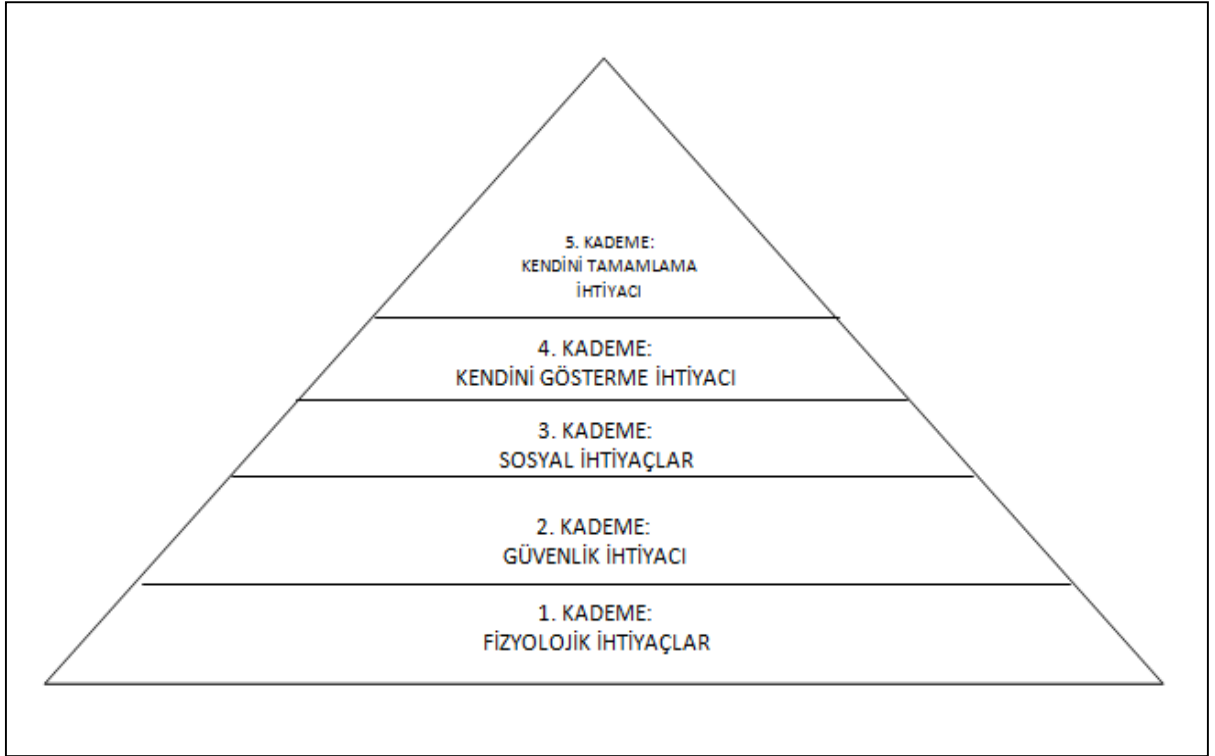 5. KADEME:
KENDİNİ TAMAMLAMA
İHTİYACI
4. KADEME:
KENDİNİ GÖSTERME İHTİYACI
3. KADEME:
SOSYAL İHTİYAÇLAR
2. KADEME:
GÜVENLİK İHTİYACI
1. KADEME:
FİZYOLOJİK İHTİYAÇLAR